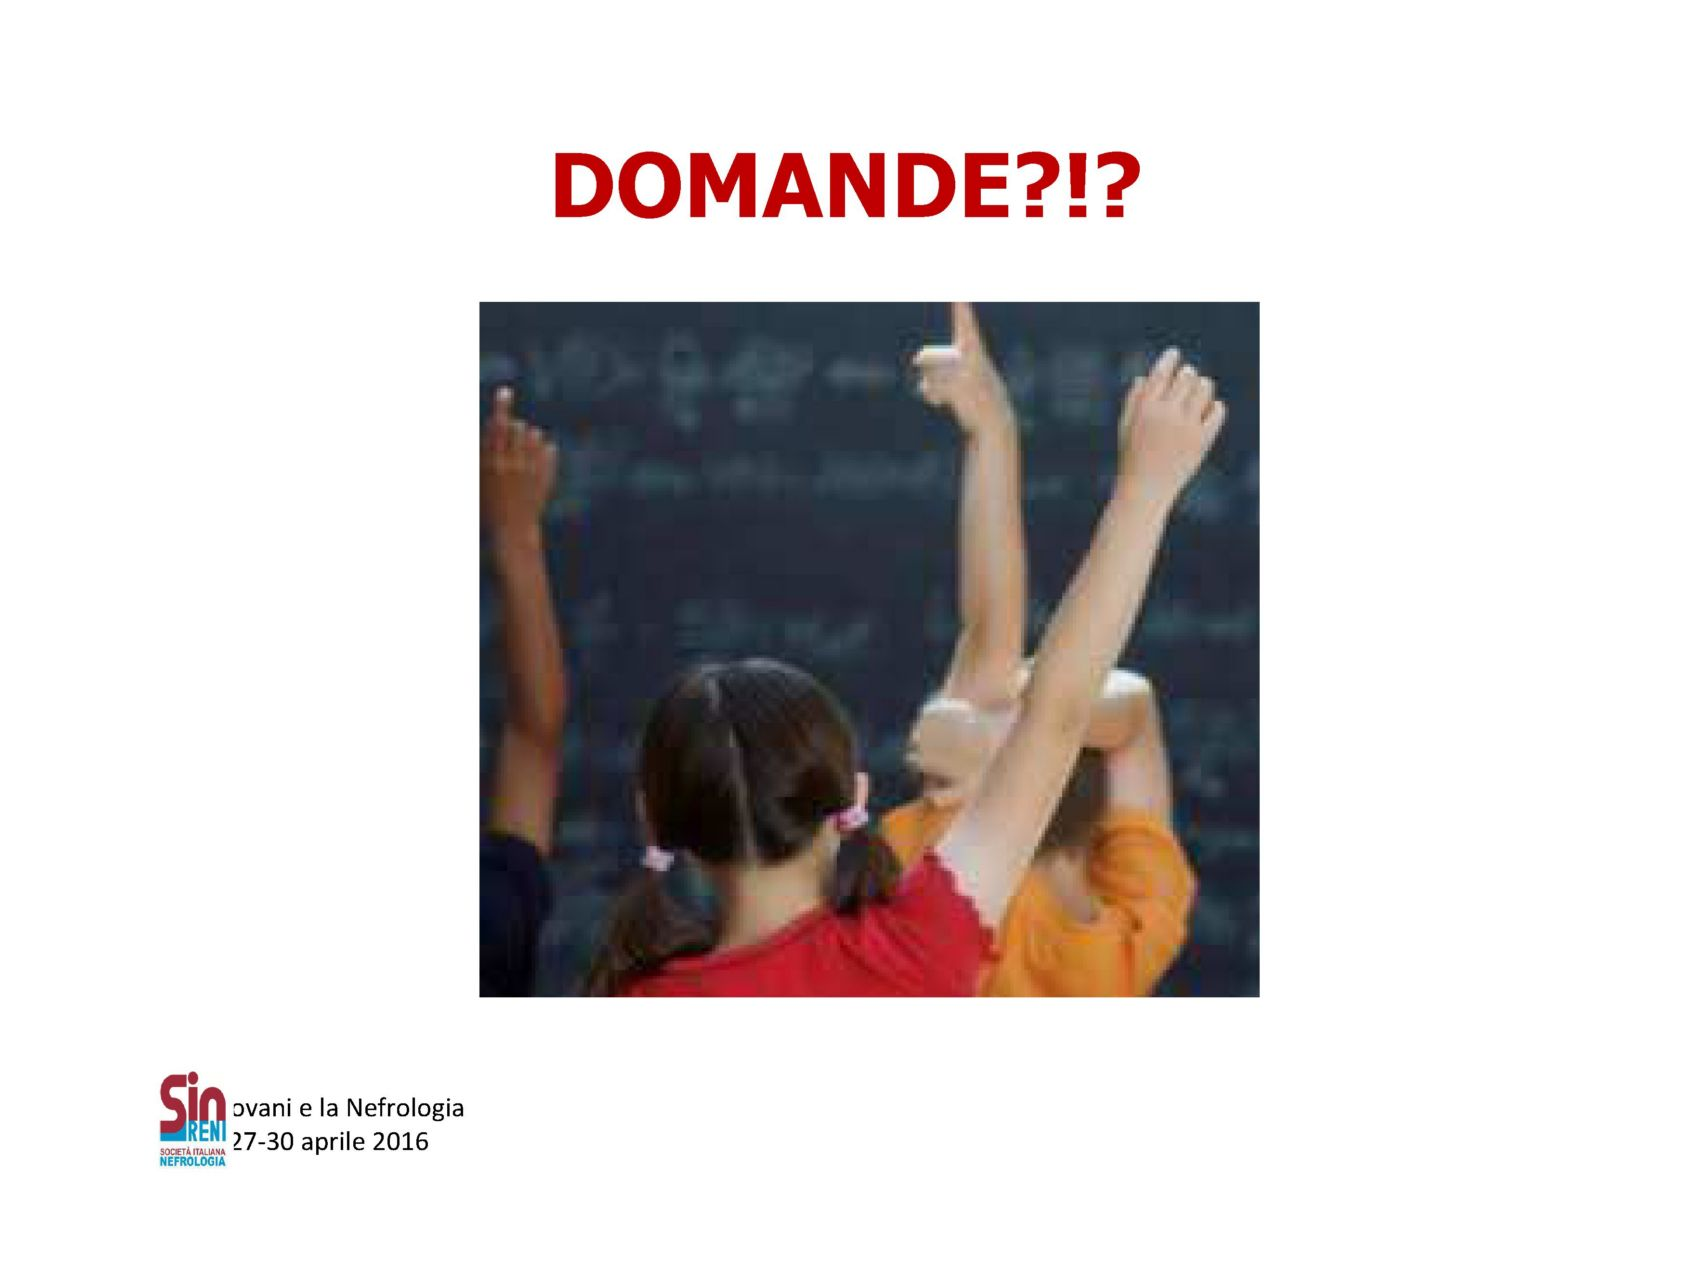 DOMANDE?!?
Sin
RENI
SOCIETÀ ITALIANA
NEFROLOGIA
ovani e la Nefrologia
27-30 aprile 2016